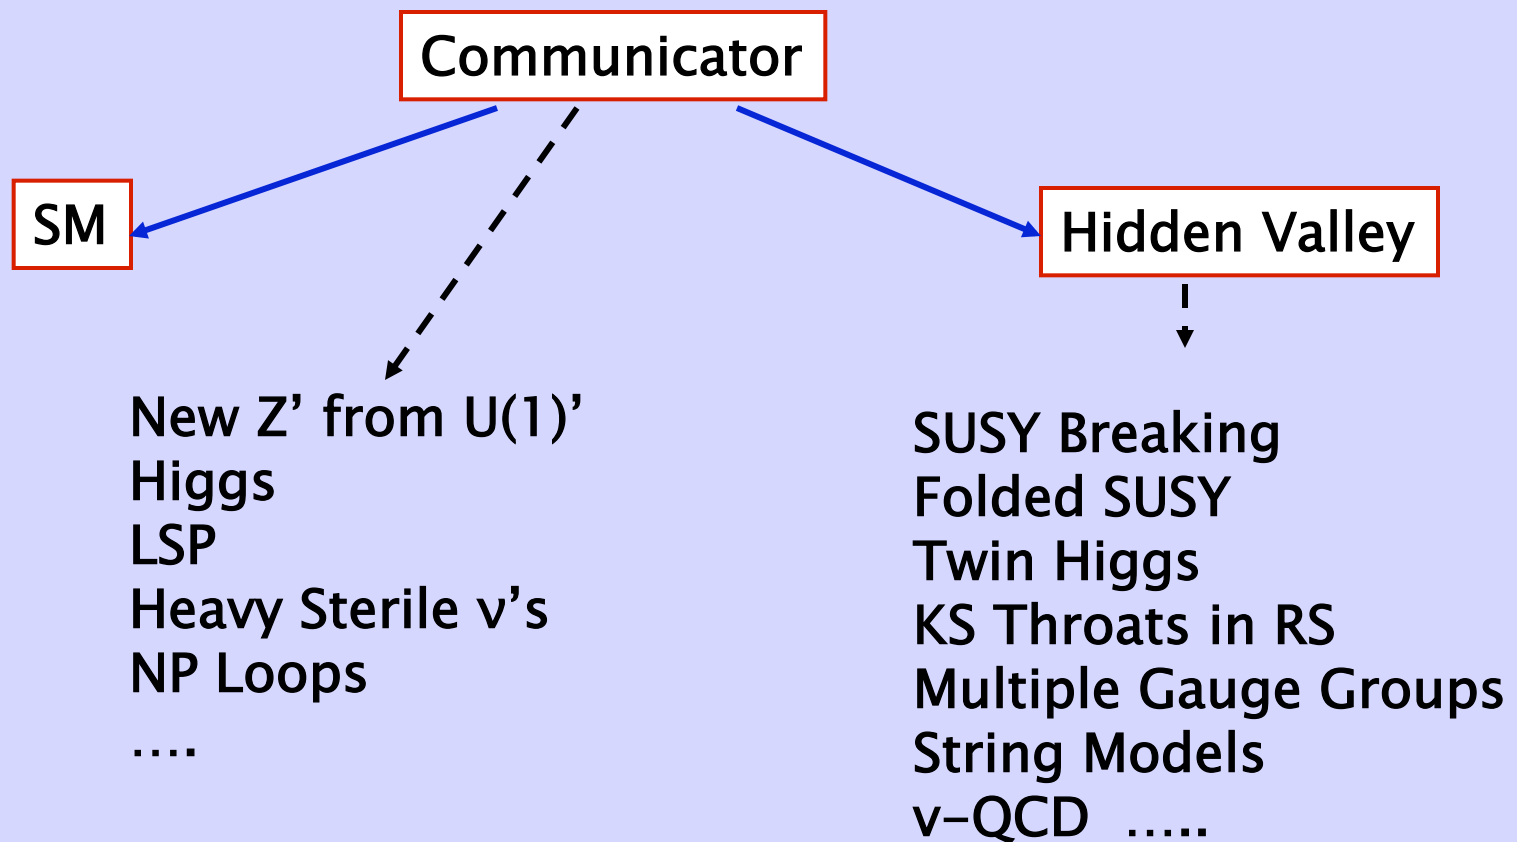 Communicator
SM
Hidden Valley
New Z’ from U(1)’
Higgs
LSP
Heavy Sterile ν’s
NP Loops
....
SUSY Breaking
Folded SUSY
Twin Higgs
KS Throats in RS
Multiple Gauge Groups
String Models
v-QCD .....